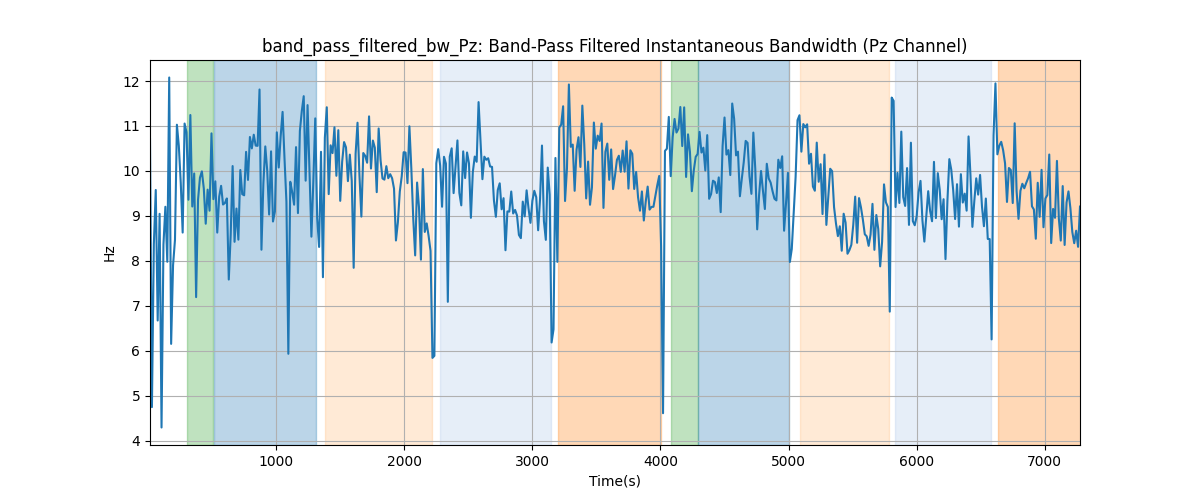 band_pass_filtered_bw_Pz: Band-Pass Filtered Instantaneous Bandwidth (Pz Channel)
12
11
10
9
8
7
6
5
4
Hz
1000 2000 3000 4000 5000 6000 7000
Time(s)